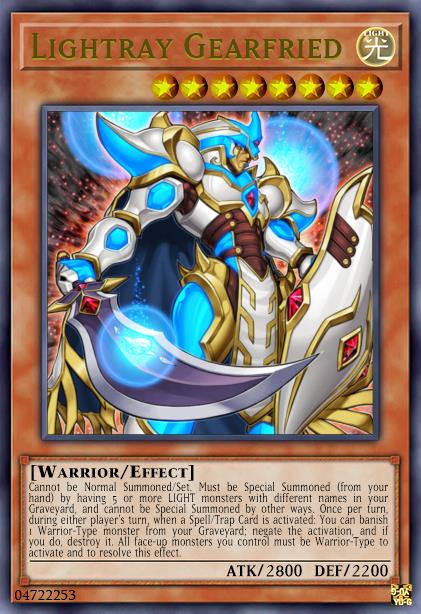 Lightray Gearfried
LIGHT
光
[Warrior/Effect]
Cannot be Normal Summoned/Set. Must be Special Summoned (from your
hand) by having 5 or more LIGHT monsters with different names in your
Graveyard, and cannot be Special Summoned by other ways. Once per turn,
during either player's turn, when a Spell/Trap Card is activated: You can banish
1 Warrior-Type monster from your Graveyard; negate the activation, and if
you do, destroy it. All face-up monsters you control must be Warrior-Type to
activate and to resolve this effect.
ATK/2800 DEF/2200
04722253